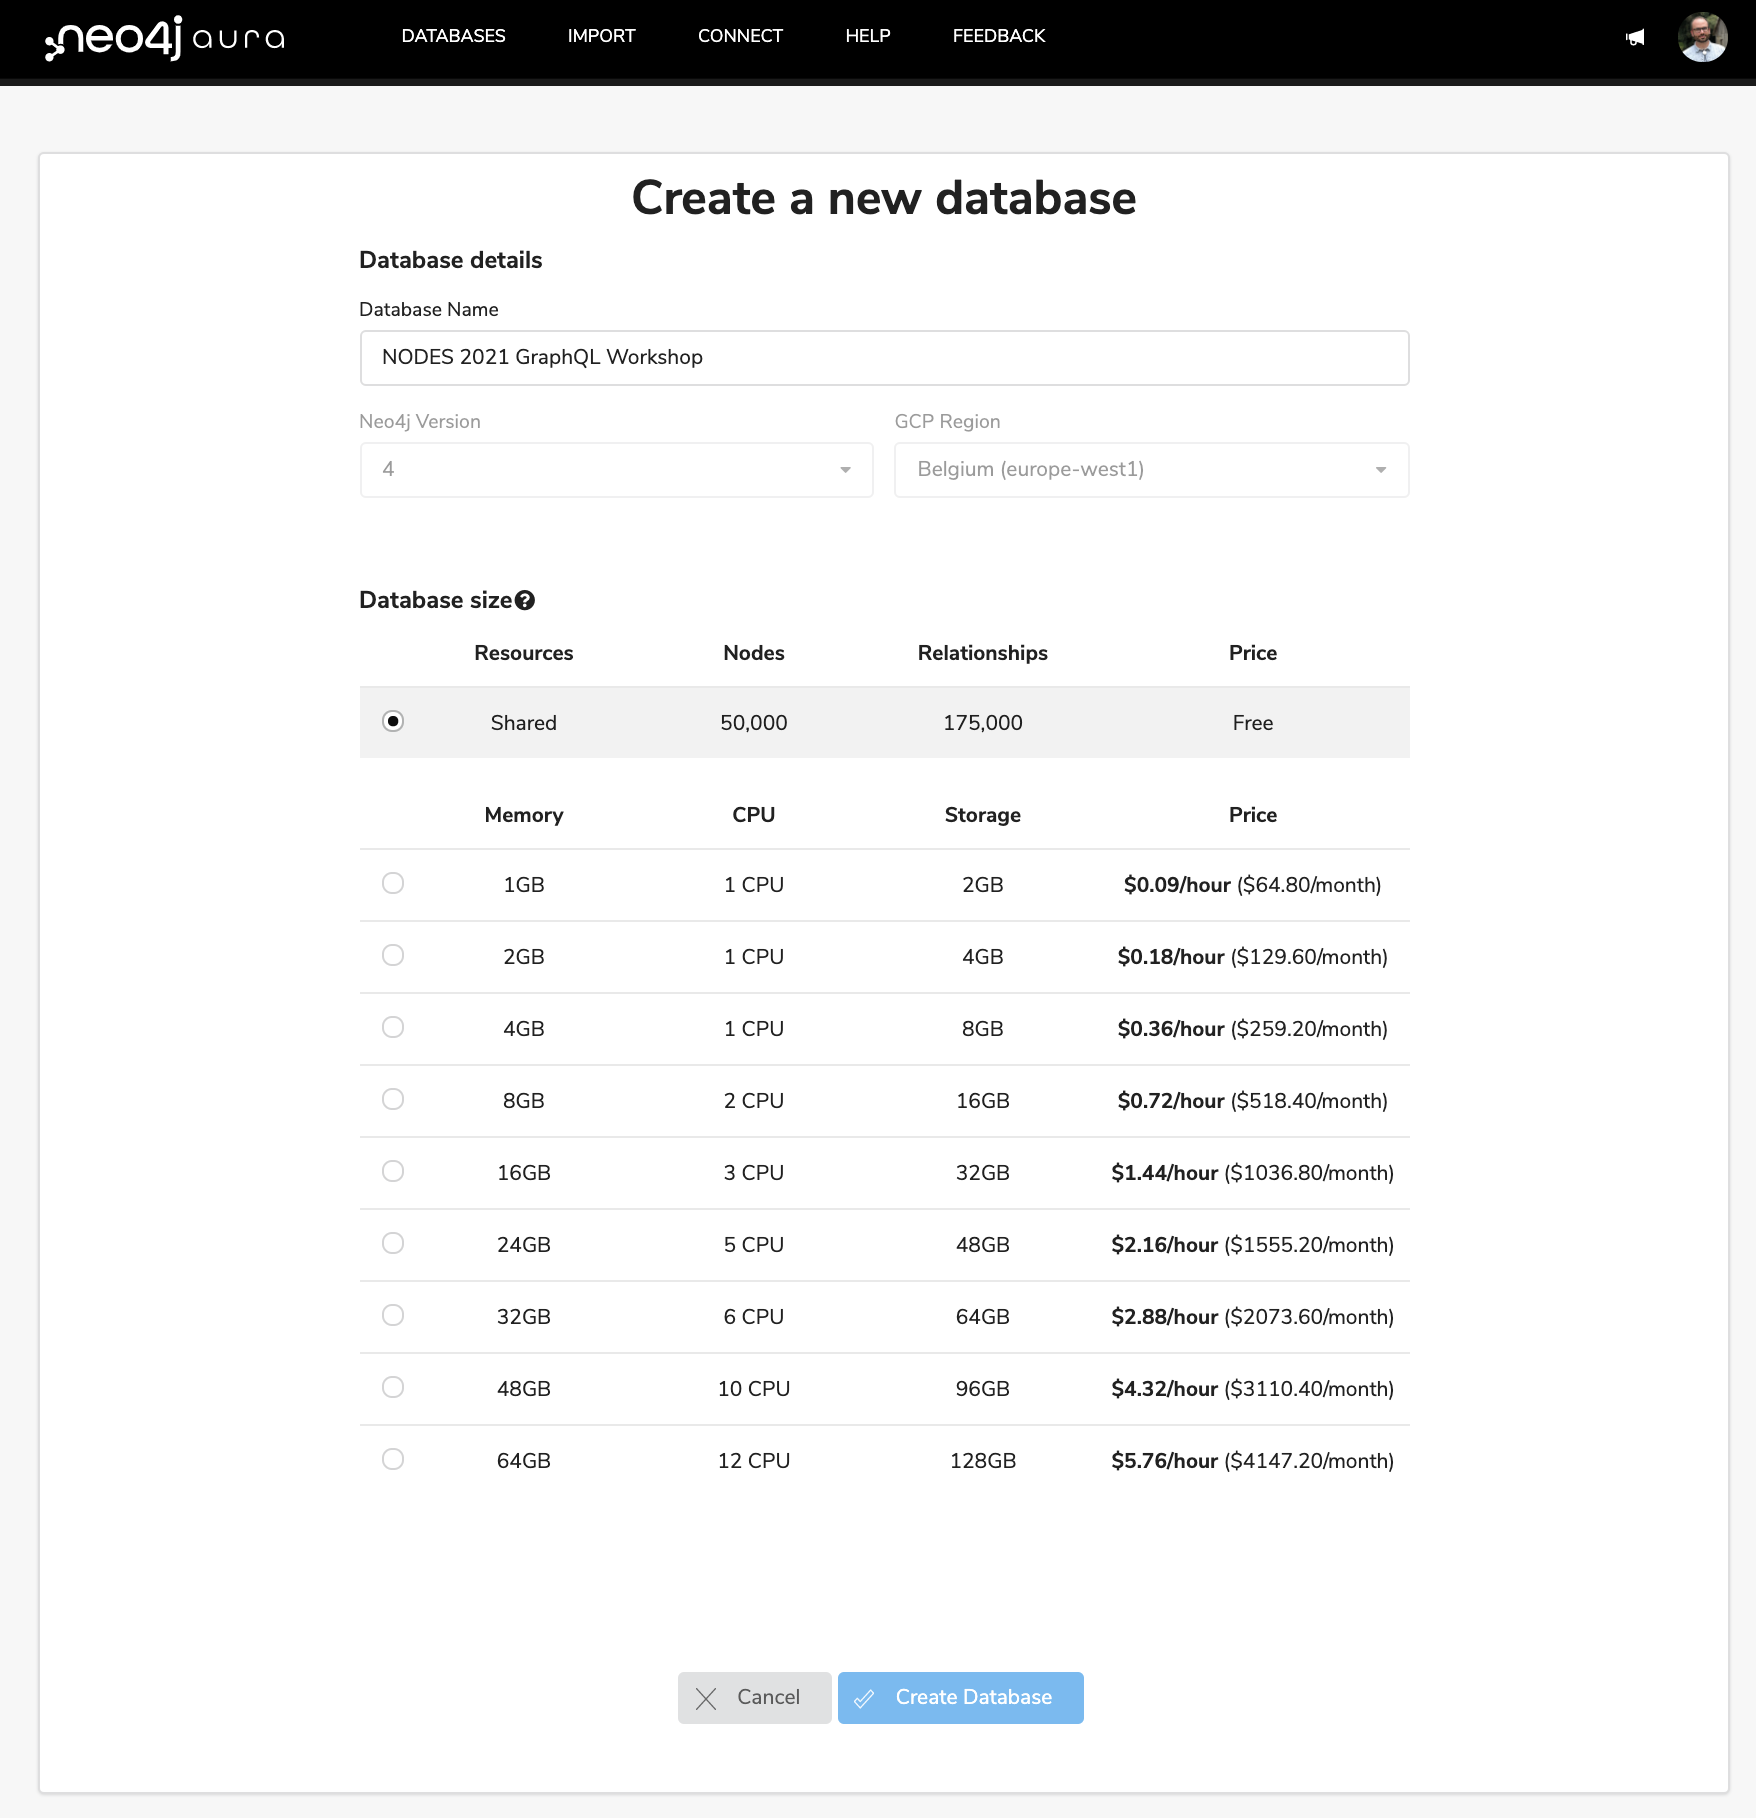 neo4j aura DATABASES IMPORT CONNECT HELP FEEDBACK
Create a new database
Database details
Database Name
NODES 2021 GraphQL Workshop
Neo4j Version GCP Region
4 Belgium (europe-west1)
Database size
Resources Nodes Relationships Price
Shared 50,000 175,000 Free
Memory CPU Storage Price
1GB 1 CPU 2GB $0.09/hour ($64.80/month)
2GB 1 CPU 4GB $0.18/hour ($129.60/month)
4GB 1 CPU 8GB $0.36/hour ($259.20/month)
8GB 2 CPU 16GB $0.72/hour ($518.40/month)
16GB 3 CPU 32GB $1.44/hour ($1036.80/month)
24GB 5 CPU 48GB $2.16/hour ($1555.20/month)
32GB 6 CPU 64GB $2.88/hour ($2073.60/month)
48GB 10 CPU 96GB $4.32/hour ($3110.40/month)
64GB 12 CPU 128GB $5.76/hour ($4147.20/month)
Cancel Create Database